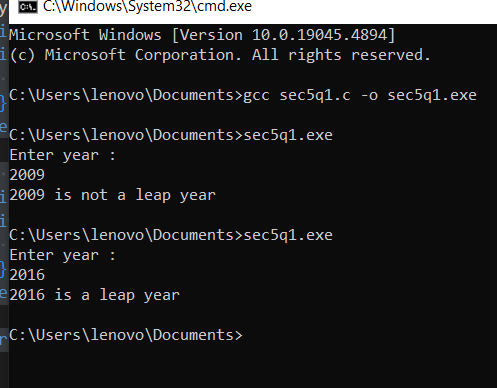 C:\Windows\System32\cmd.exe
Microsoft Windows [Version 10.0.19045.4894]
(c) Microsoft Corporation. All rights reserved.
C:\Users\lenovo\Documents>gcc sec5q1.c -o sec5q1.exe
C:\Users\lenovo\Documents>sec5q1.exe
Enter year :
2009
2009 is not a leap year
C:\Users\lenovo\Documents>sec5q1.exe
Enter year :
2016
2016 is a leap year
C:\Users\lenovo\Documents>